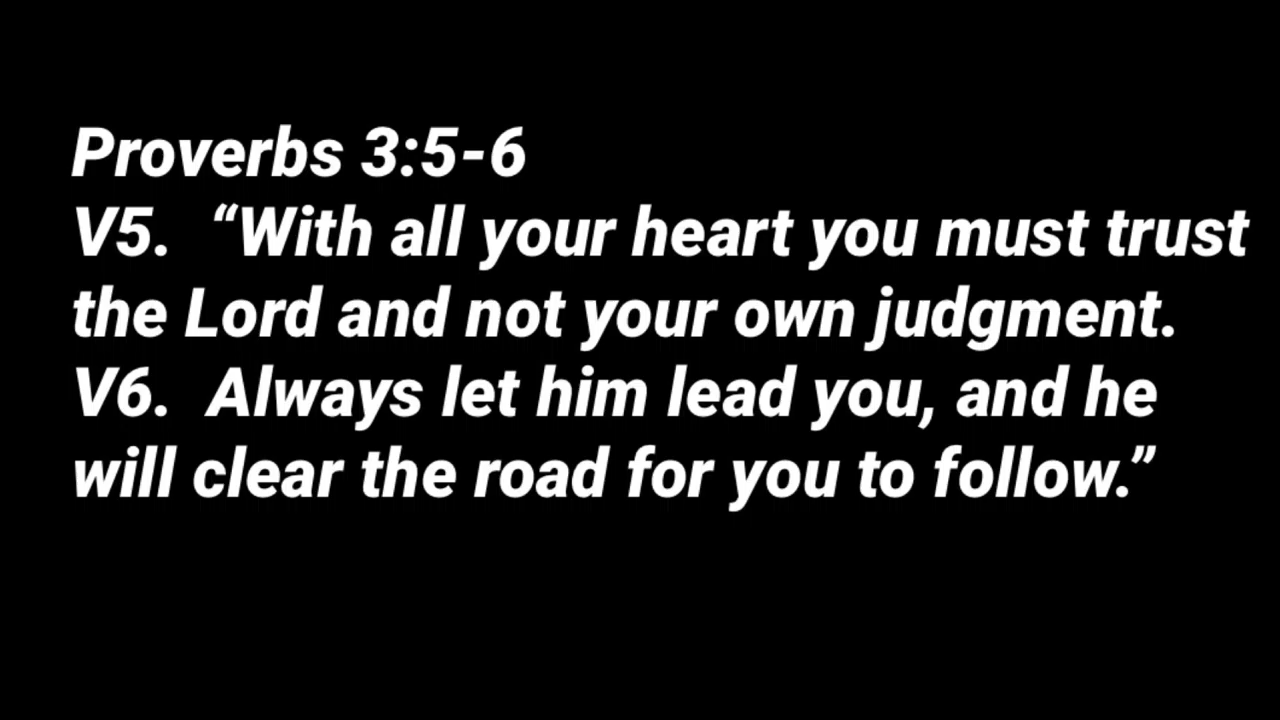 Proverbs 3:5-6
V5.  “With all your heart you must trust
the Lord and not your own judgment.
V6.  Always let him lead you, and he
will clear the road for you to follow.”